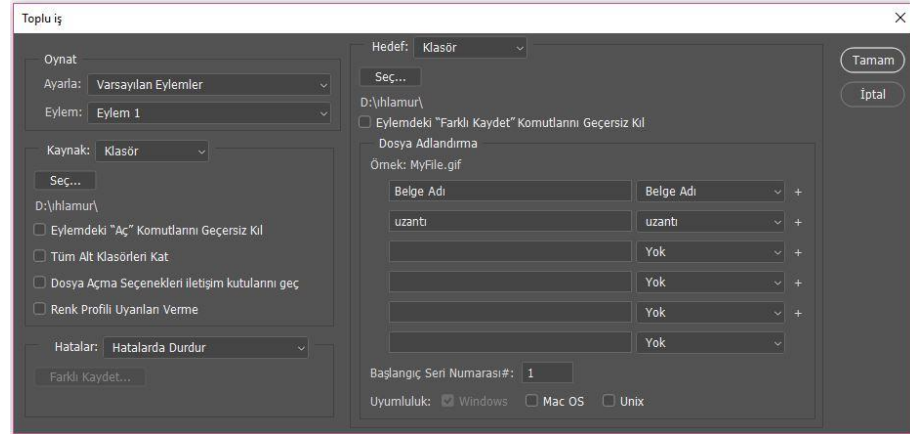 Toplu iş
Oynat
Ayarla: Varsayılan Eylemler
Eylem: Eylem 1
Kaynak: Klasör
Seç...
D:\ıhlamur\
Eylemdeki “Aç” Komutlarını Geçersiz Kıl
Tüm Alt Klasörleri Kat
Dosya Açma Seçenekleri iletişim kutularını geç
Renk Profili Uyarıları Verme
Hatalar: Hatalarda Durdur
Farklı Kaydet...
Hedef: Klasör
Seç...
D:\ıhlamur\
Eylemdeki “Farklı Kaydet” Komutlarını Geçersiz Kıl
Dosya Adlandırma
Örnek: MyFile.gif
Belge Adı Belge Adı +
uzantı uzantı +
Yok +
Yok +
Yok +
Yok
Başlangıç Seri Numarası#: 1
Uyumluluk: Windows Mac OS Unix
Tamam
İptal